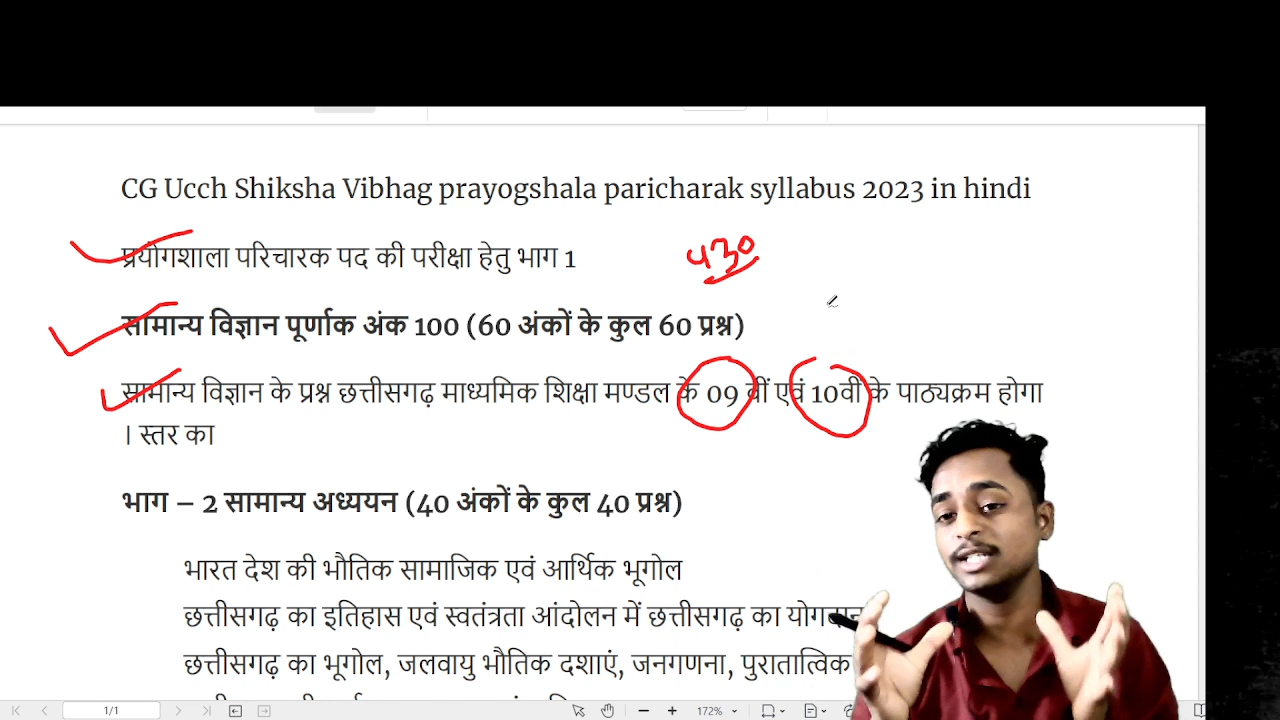 CG Ucch Shiksha Vibhag prayogshala paricharak syllabus 2023 in hindi
प्रयोगशाला परिचारक पद की परीक्षा हेतु भाग 1
430
सामान्य विज्ञान पूर्णाक अंक 100 (60 अंकों के कुल 60 प्रश्न)
सामान्य विज्ञान के प्रश्न छत्तीसगढ़ माध्यमिक शिक्षा मण्डल के 09 वीं एवं 10वी के पाठ्यक्रम होगा
। स्तर का
भाग – 2 सामान्य अध्ययन (40 अंकों के कुल 40 प्रश्न)
भारत देश की भौतिक सामाजिक एवं आर्थिक भूगोल
छत्तीसगढ़ का इतिहास एवं स्वतंत्रता आंदोलन में छत्तीसगढ़ का योगदान
छत्तीसगढ़ का भूगोल, जलवायु भौतिक दशाएं, जनगणना, पुरातात्विक
1/1
172%